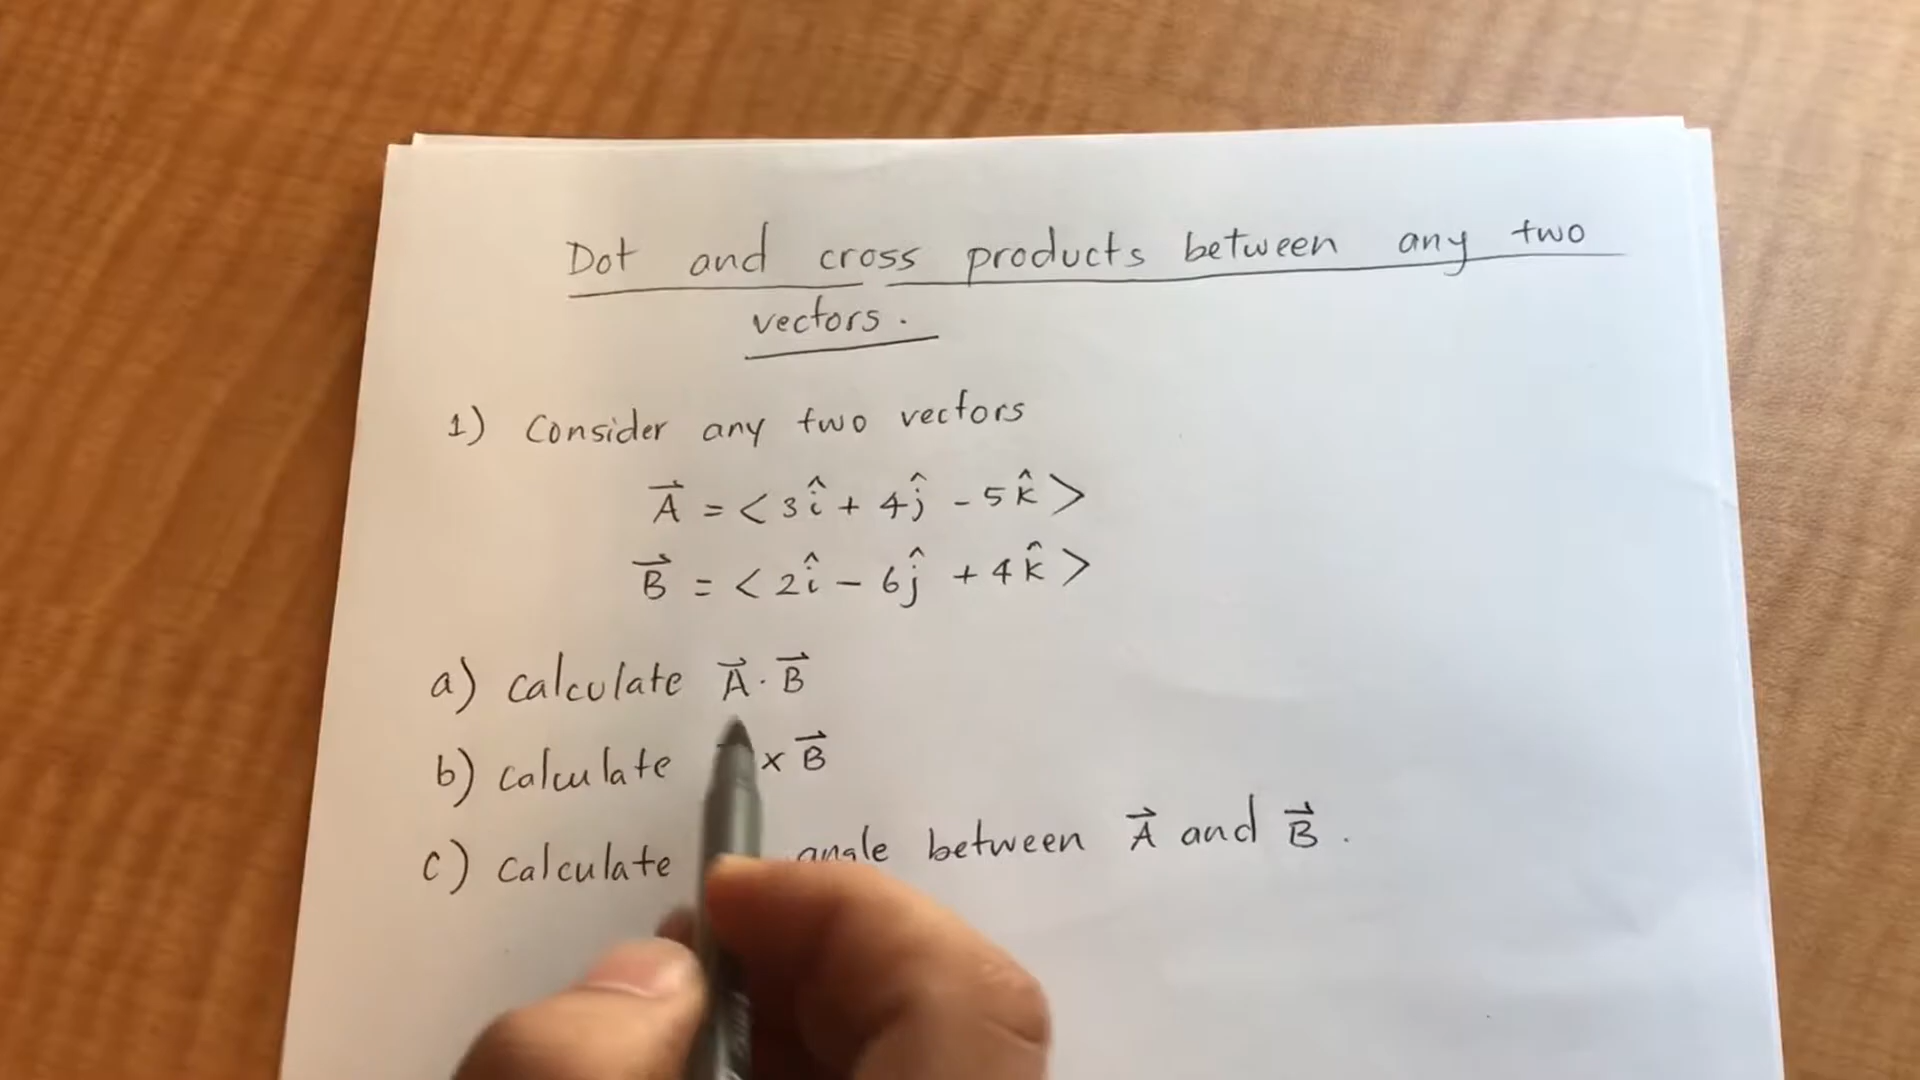 Dot and cross products between any two
vectors.
1) Consider any two vectors
A⃗ = < 3î + 4ĵ - 5k̂ >
B⃗ = < 2î - 6ĵ + 4k̂ >
a) calculate A⃗ · B⃗
b) calculate x B⃗
c) calculate angle between A⃗ and B⃗.